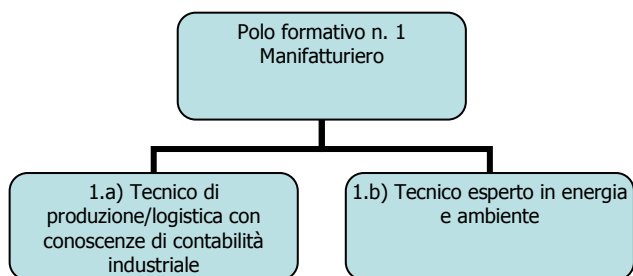 Polo formativo n. 1
Manifatturiero
1.a) Tecnico di
produzione/logistica con
conoscenze di contabilità
industriale
1.b) Tecnico esperto in energia
e ambiente